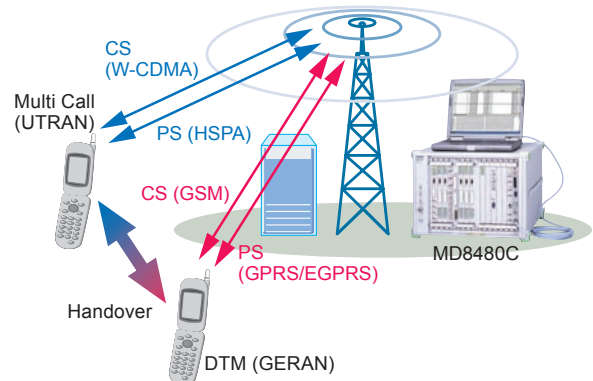 CS
(W-CDMA)
Multi Call
(UTRAN)
PS (HSPA)
CS (GSM)
MD8480C
PS
(GPRS/EGPRS)
Handover
DTM (GERAN)